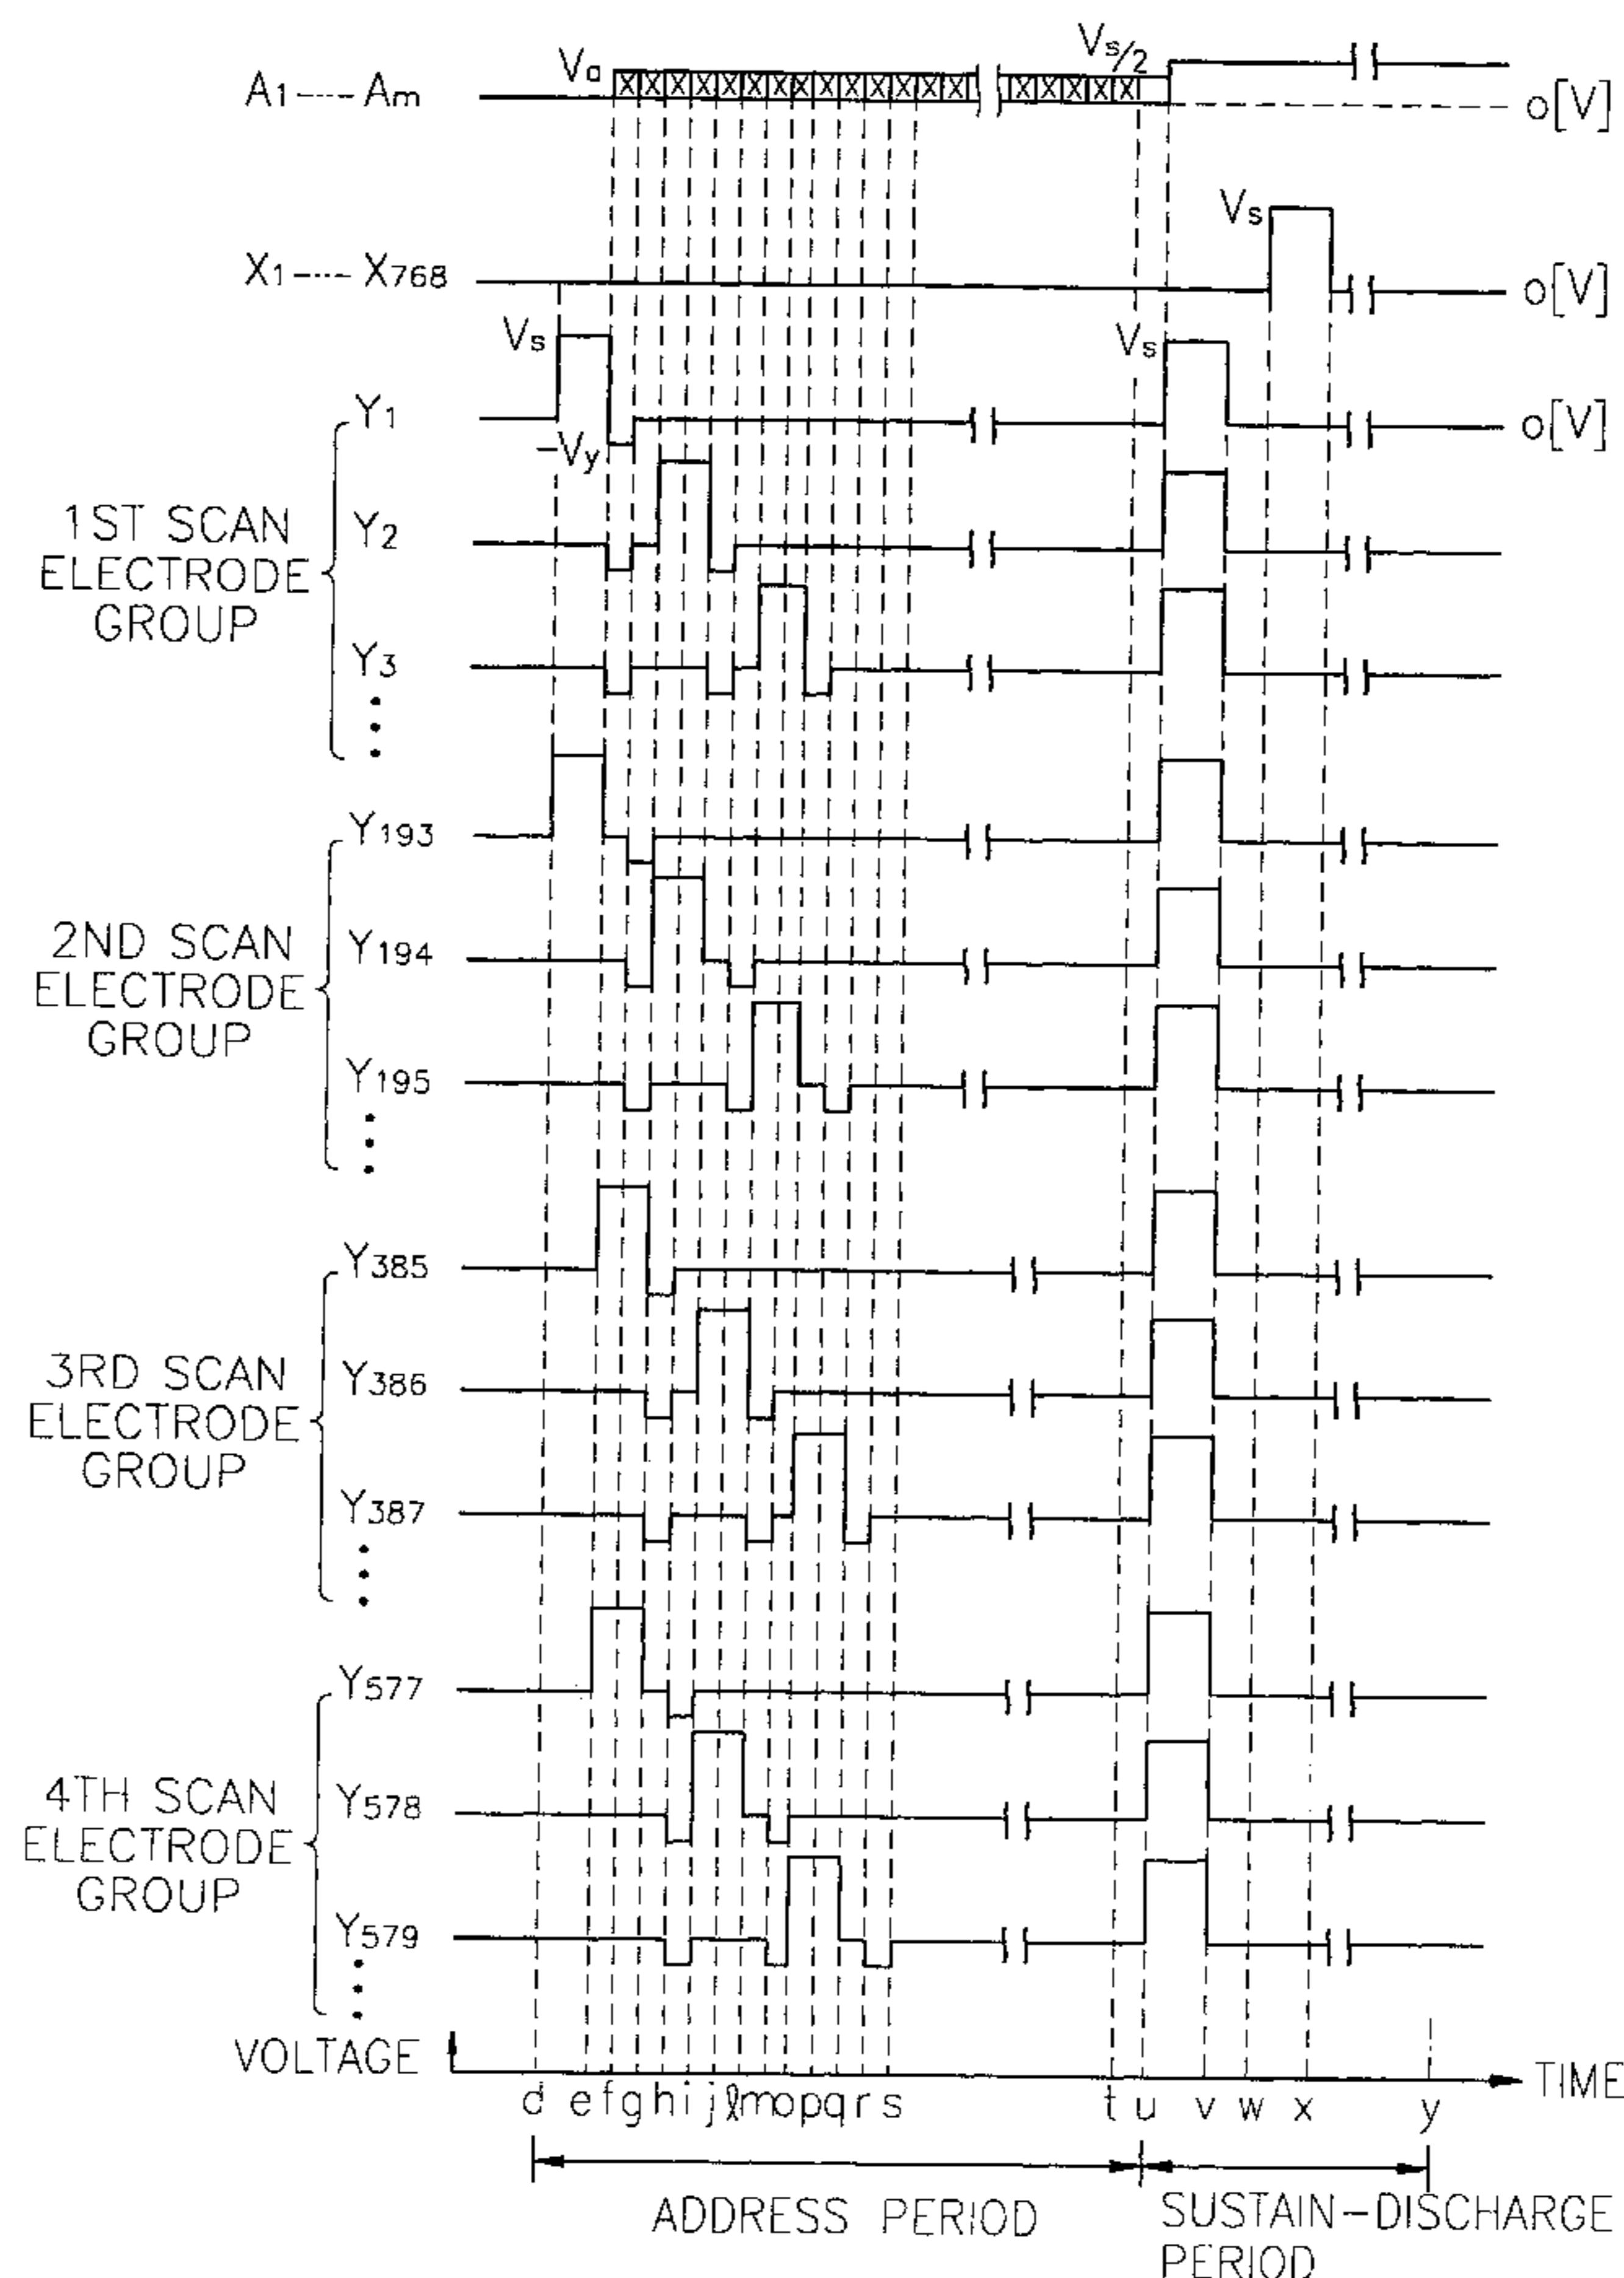 Va
Vs/2
A1---- Am
o[V]
Vs
X1---- X768
o[V]
Vs
Vs
Y1
o[V]
-Vy
1ST SCAN
ELECTRODE
GROUP
Y2
Y3
Y193
2ND SCAN
ELECTRODE
GROUP
Y194
Y195
Y385
3RD SCAN
ELECTRODE
GROUP
Y386
Y387
Y577
4TH SCAN
ELECTRODE
GROUP
Y578
Y579
VOLTAGE
TIME
d e f g h i j ℓ m o p q r s t u v w x y
ADDRESS PERIOD
SUSTAIN-DISCHARGE
PERIOD